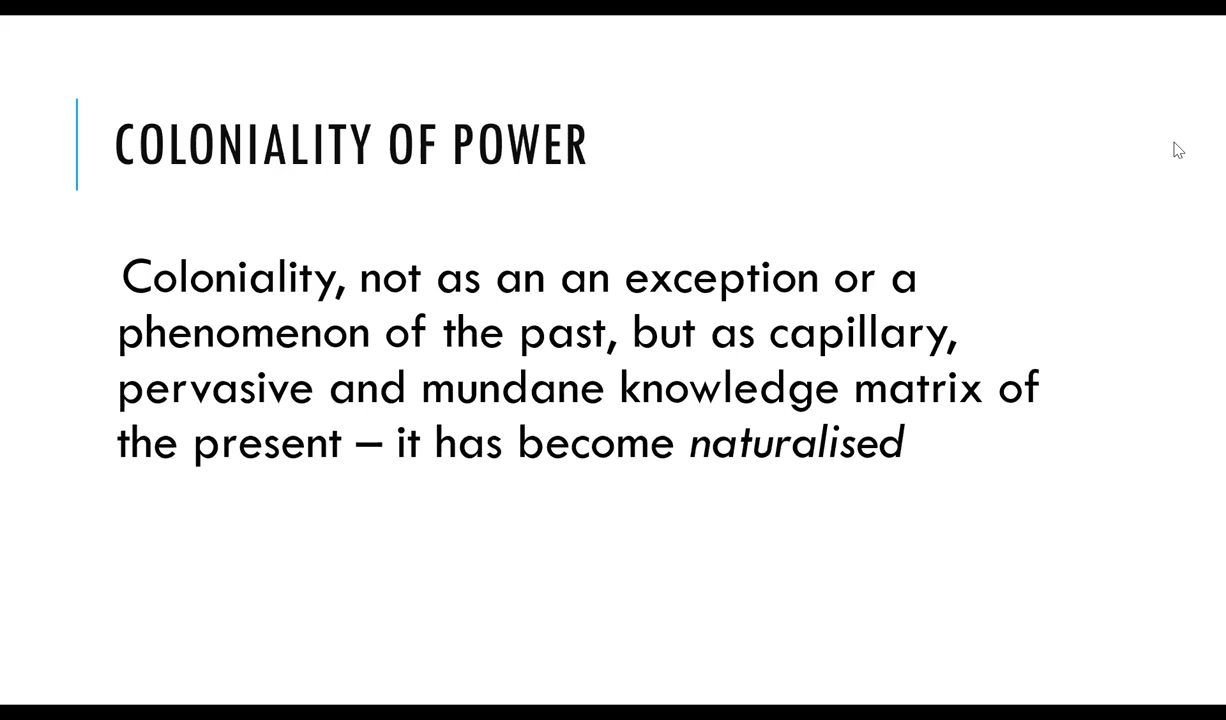 COLONIALITY OF POWER
Coloniality, not as an an exception or a
phenomenon of the past, but as capillary,
pervasive and mundane knowledge matrix of
the present – it has become naturalised